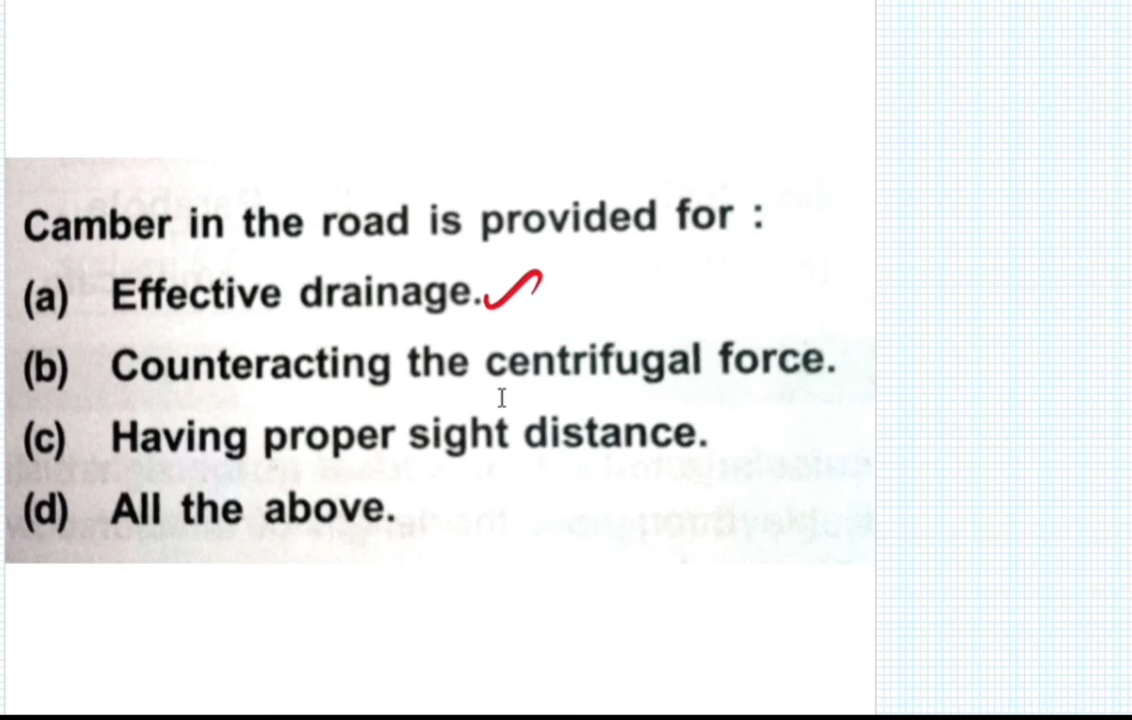 Camber in the road is provided for :
(a) Effective drainage.
(b) Counteracting the centrifugal force.
(c) Having proper sight distance.
(d) All the above.